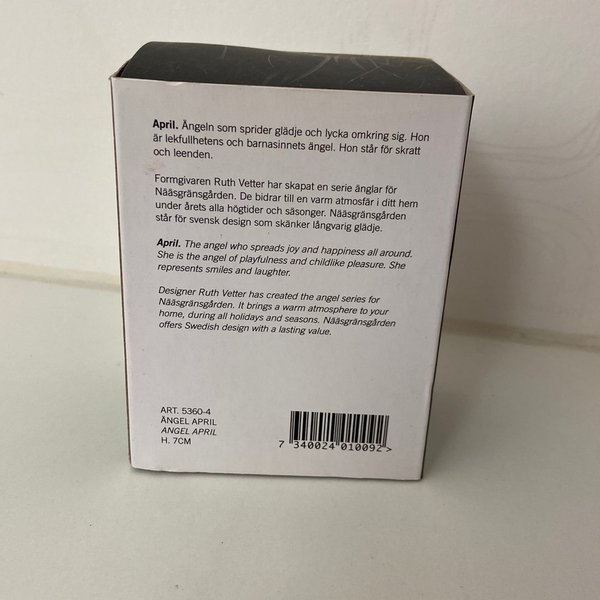 April. Ängeln som sprider glädje och lycka omkring sig. Hon
är lekfullhetens och barnasinnets ängel. Hon står för skratt
och leenden.
Formgivaren Ruth Vetter har skapat en serie änglar för
Nääsgränsgården. De bidrar till en varm atmosfär i ditt hem
under årets alla högtider och säsonger. Nääsgränsgården
står för svensk design som skänker långvarig glädje.
April. The angel who spreads joy and happiness all around.
She is the angel of playfulness and childlike pleasure. She
represents smiles and laughter.
Designer Ruth Vetter has created the angel series for
Nääsgränsgården. It brings a warm atmosphere to your
home, during all holidays and seasons. Nääsgränsgården
offers Swedish design with a lasting value.
ART. 5360-4
ÄNGEL APRIL
ANGEL APRIL
H. 7CM
7 340024 010092 >